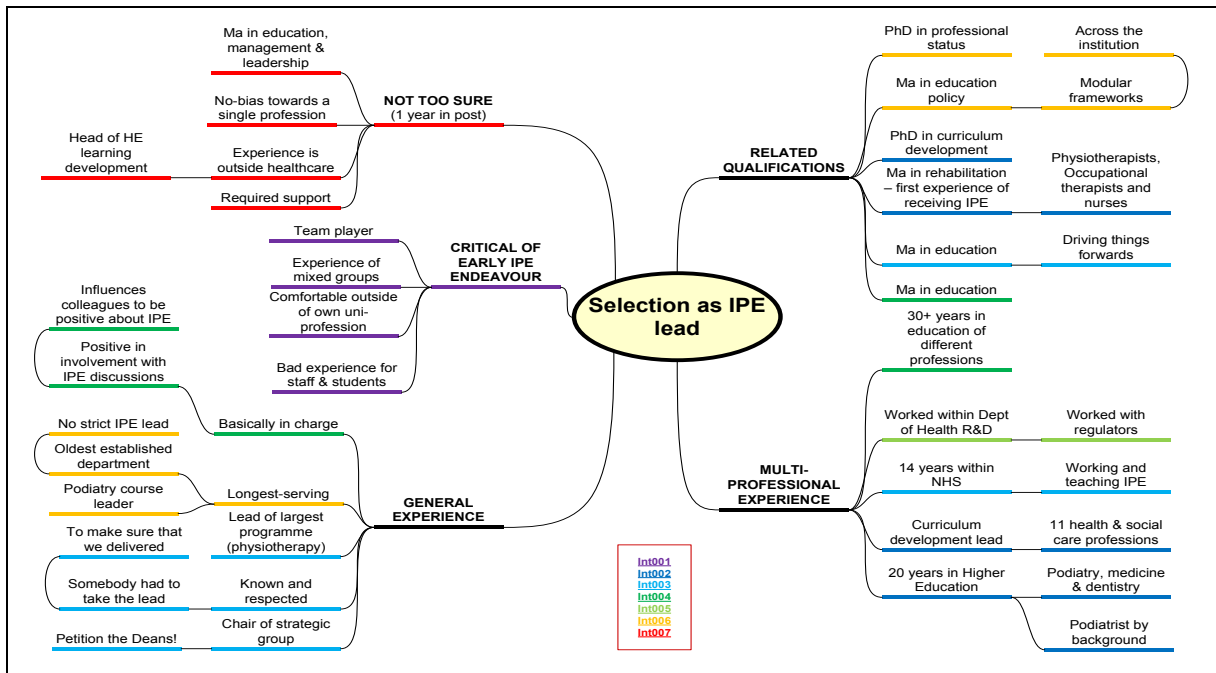 Ma in education,
management &
leadership
No-bias towards a
single profession
Head of HE
learning
development
Experience is
outside healthcare
Required support
NOT TOO SURE
(1 year in post)
Team player
Experience of
mixed groups
Comfortable outside
of own uni-
profession
Bad experience for
staff & students
CRITICAL OF
EARLY IPE
ENDEAVOUR
Influences
colleagues to be
positive about IPE
Positive in
involvement with
IPE discussions
Basically in charge
No strict IPE lead
Oldest established
department
Podiatry course
leader
Longest-serving
To make sure that
we delivered
Lead of largest
programme
(physiotherapy)
Somebody had to
take the lead
Known and
respected
Petition the Deans!
Chair of strategic
group
GENERAL
EXPERIENCE
Selection as IPE
lead
RELATED
QUALIFICATIONS
PhD in professional
status
Across the
institution
Ma in education
policy
Modular
frameworks
PhD in curriculum
development
Ma in rehabilitation
– first experience of
receiving IPE
Physiotherapists,
Occupational
therapists and
nurses
Ma in education
Driving things
forwards
Ma in education
MULTI-
PROFESSIONAL
EXPERIENCE
30+ years in
education of
different
professions
Worked within Dept
of Health R&D
Worked with
regulators
14 years within
NHS
Working and
teaching IPE
Curriculum
development lead
11 health & social
care professions
20 years in Higher
Education
Podiatry, medicine
& dentistry
Podiatrist by
background
Int001
Int002
Int003
Int004
Int005
Int006
Int007